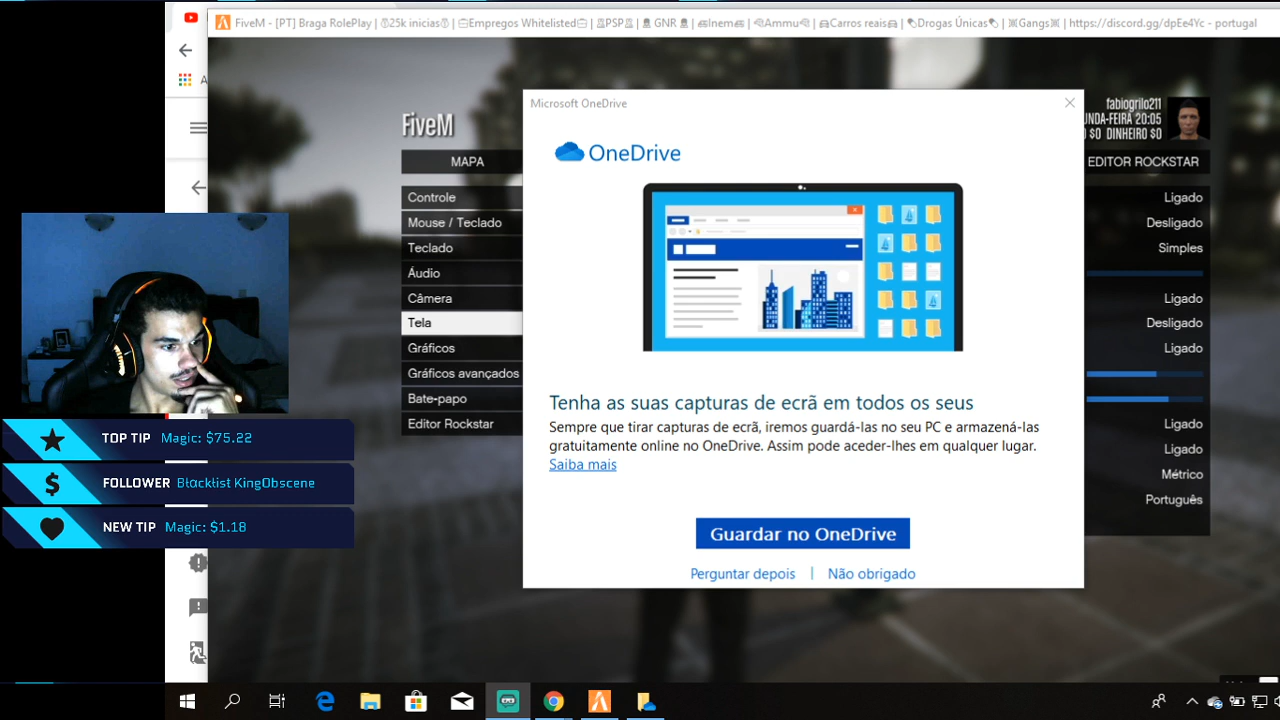 FiveM - [PT] Braga RolePlay | 25k inicias | Empregos Whitelisted | PSP | GNR | Inem | Ammu | Carros reais | Drogas Únicas | Gangs | https://discord.gg/dpEe4Yc - portugal
A
FiveM
fabiogrilo211
UNDA-FEIRA 20:05
$0 DINHEIRO $0
MAPA
EDITOR ROCKSTAR
Controle
Ligado
Mouse / Teclado
Desligado
Teclado
Simples
Áudio
Câmera
Ligado
Tela
Desligado
Gráficos
Ligado
Gráficos avançados
Bate-papo
Editor Rockstar
Ligado
Ligado
Métrico
Português
Microsoft OneDrive
OneDrive
Tenha as suas capturas de ecrã em todos os seus
Sempre que tirar capturas de ecrã, iremos guardá-las no seu PC e armazená-las
gratuitamente online no OneDrive. Assim pode aceder-lhes em qualquer lugar.
Saiba mais
Guardar no OneDrive
Perguntar depois | Não obrigado
TOP TIP Magic: $75.22
FOLLOWER Blacklist KingObscene
NEW TIP Magic: $1.18